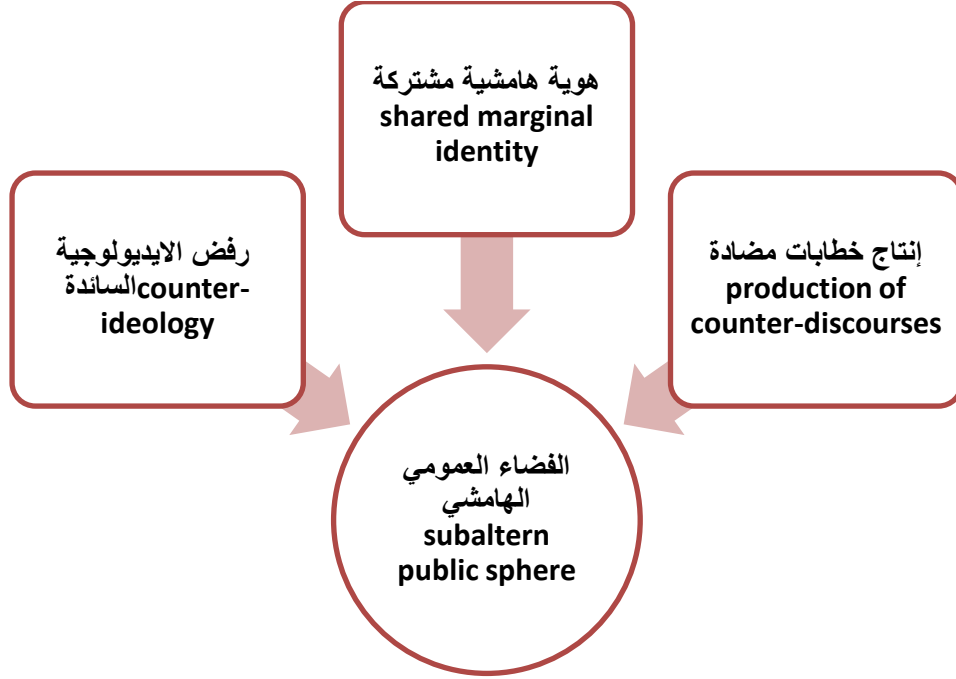 هوية هامشية مشتركة
shared marginal
identity
رفض الايديولوجية
السائدةcounter-
ideology
إنتاج خطابات مضادة
production of
counter-discourses
الفضاء العمومي
الهامشي
subaltern
public sphere